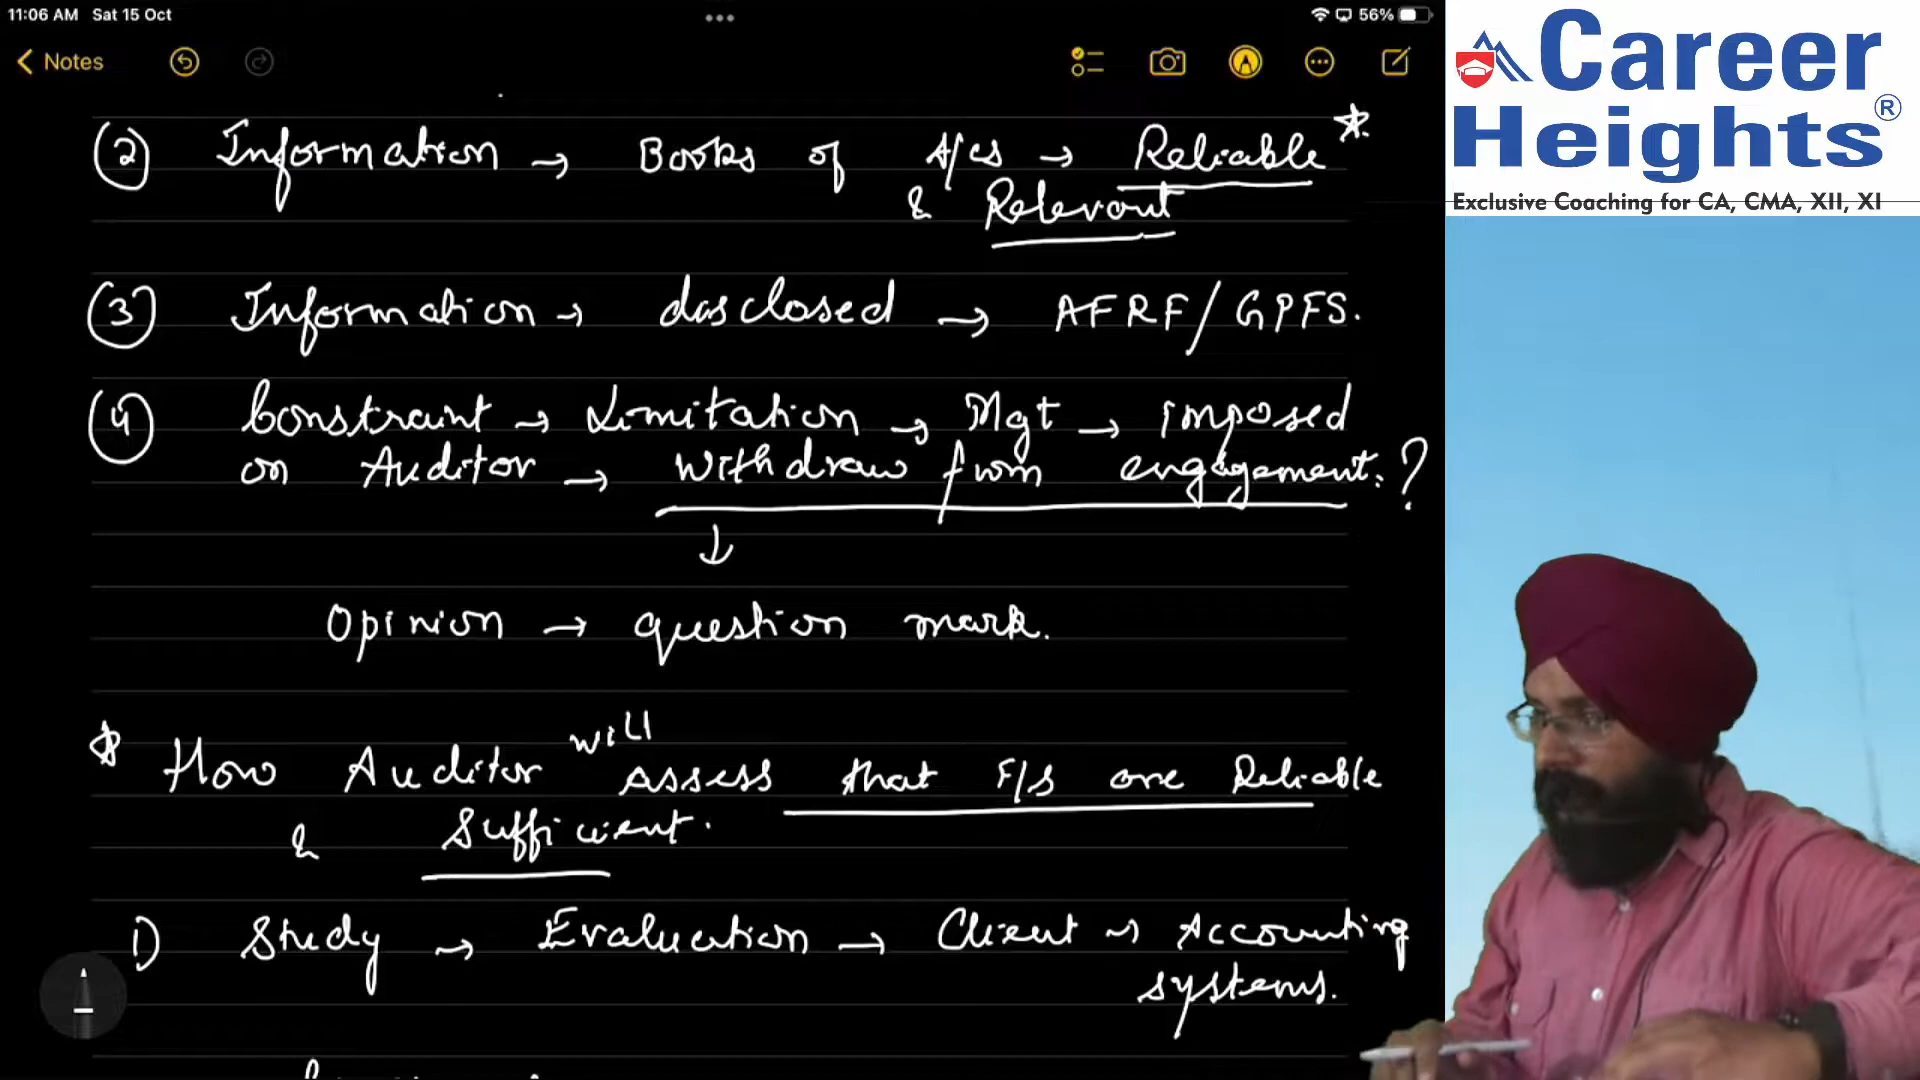 11:06 AM Sat 15 Oct
56%
Notes
Career
Heights®
Exclusive Coaching for CA, CMA, XII, XI
(2) Information → Books of A/cs → Reliable *
& Relevant
(3) Information → disclosed → AFRF/GPFS.
(4) Constraint → Limitation → Mgt → imposed
on Auditor → withdraw from engagement. ?
↓
Opinion → question mark.
* How Auditor will Assess that F/S are Reliable
& Sufficient.
1) Study → Evaluation → Client → Accounting
systems.